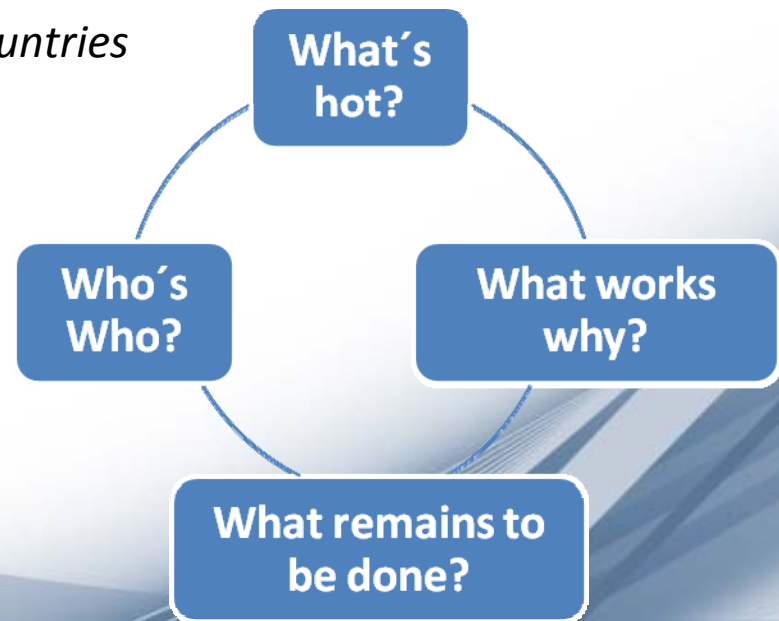 untries
What´s
hot?
Who´s
Who?
What works
why?
What remains to
be done?